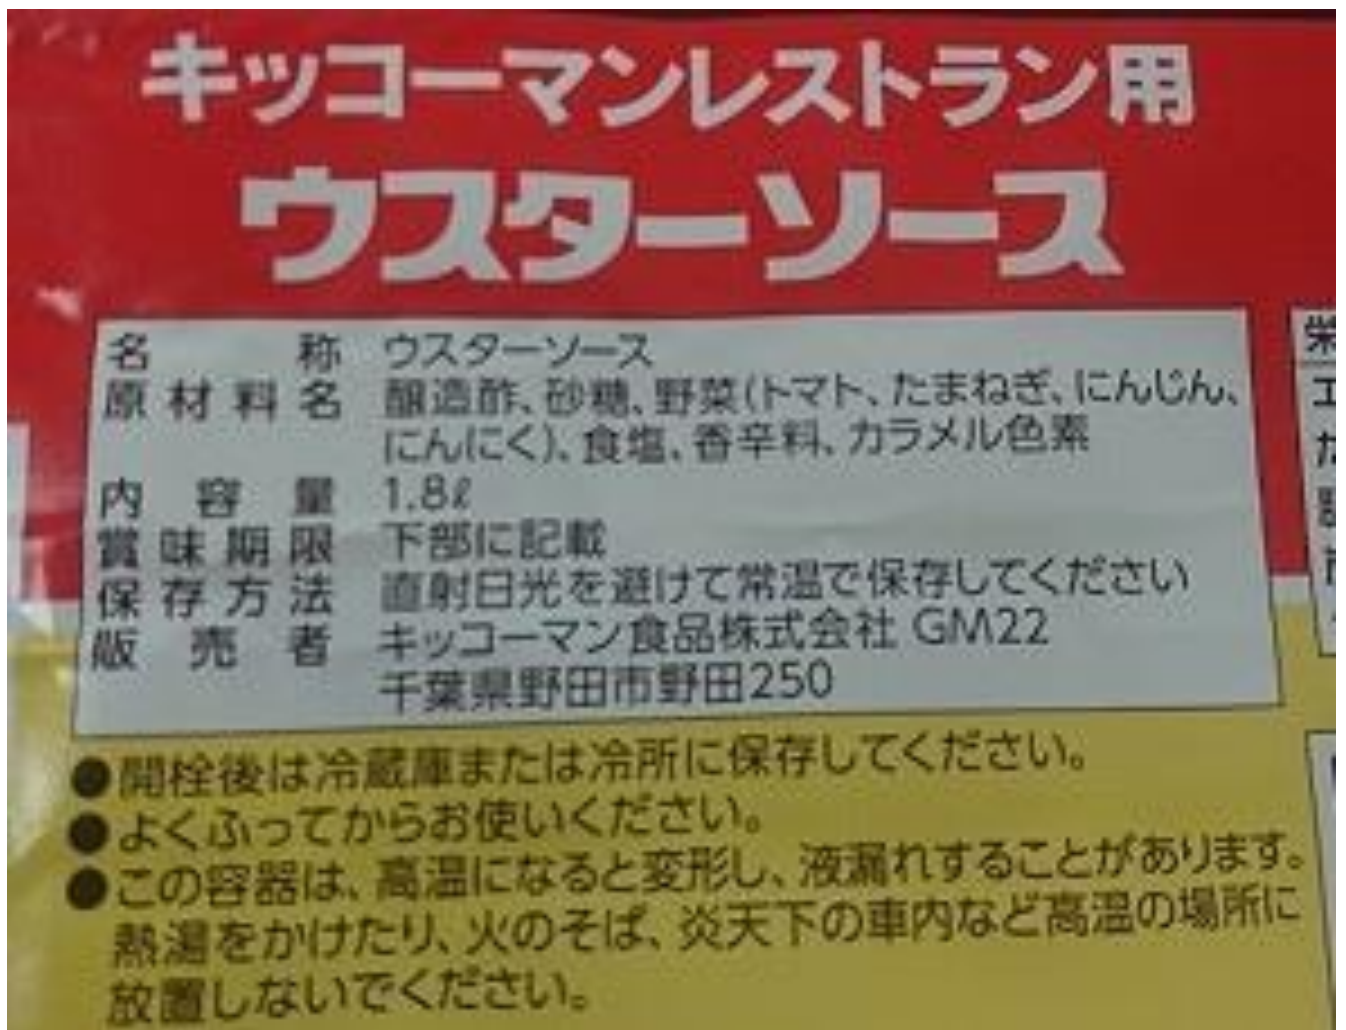 キッコーマンレストラン用
ウスターソース
名称 ウスターソース
原材料名 醸造酢、砂糖、野菜(トマト、たまねぎ、にんじん、
にんにく)、食塩、香辛料、カラメル色素
内容量 1.8ℓ
賞味期限 下部に記載
保存方法 直射日光を避けて常温で保存してください
販売者 キッコーマン食品株式会社 GM22
千葉県野田市野田250
●開栓後は冷蔵庫または冷所に保存してください。
●よくふってからお使いください。
●この容器は、高温になると変形し、液漏れすることがあります。
熱湯をかけたり、火のそば、炎天下の車内など高温の場所に
放置しないでください。
栄
エ
た